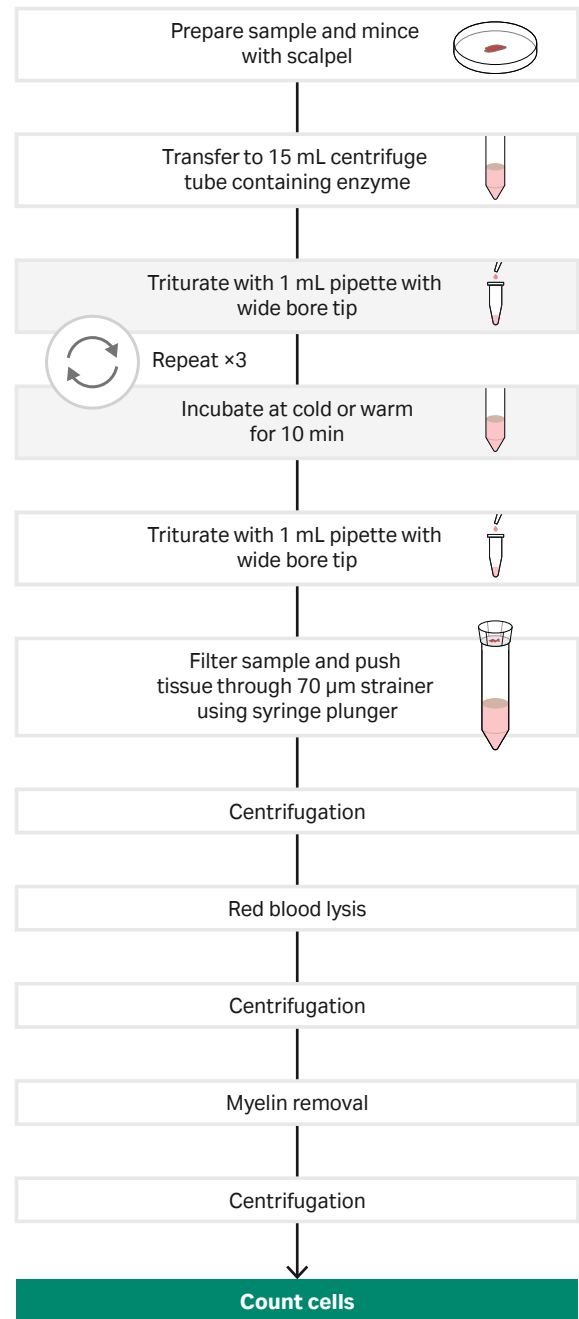 Prepare sample and mince
with scalpel
Transfer to 15 mL centrifuge
tube containing enzyme
Triturate with 1 mL pipette with
wide bore tip
Repeat ×3
Incubate at cold or warm
for 10 min
Triturate with 1 mL pipette with
wide bore tip
Filter sample and push
tissue through 70 µm strainer
using syringe plunger
Centrifugation
Red blood lysis
Centrifugation
Myelin removal
Centrifugation
Count cells